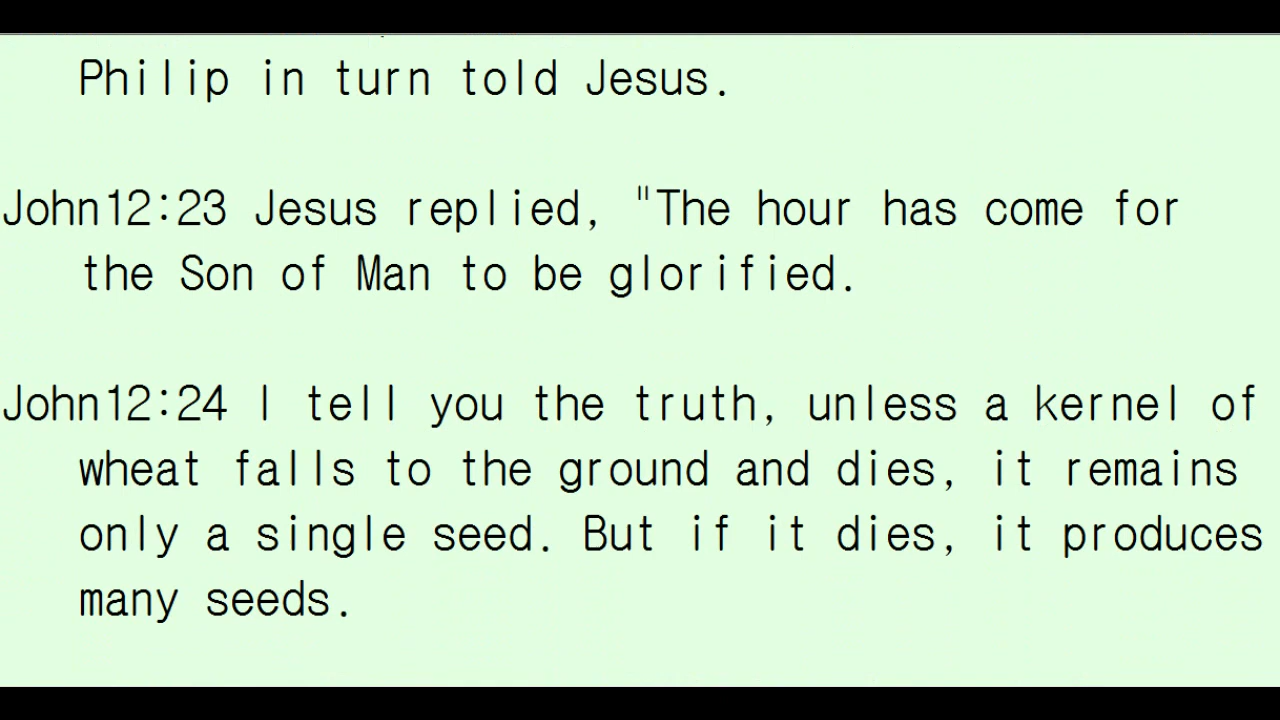 Philip in turn told Jesus.
John12:23 Jesus replied, "The hour has come for
the Son of Man to be glorified.
John12:24 I tell you the truth, unless a kernel of
wheat falls to the ground and dies, it remains
only a single seed. But if it dies, it produces
many seeds.